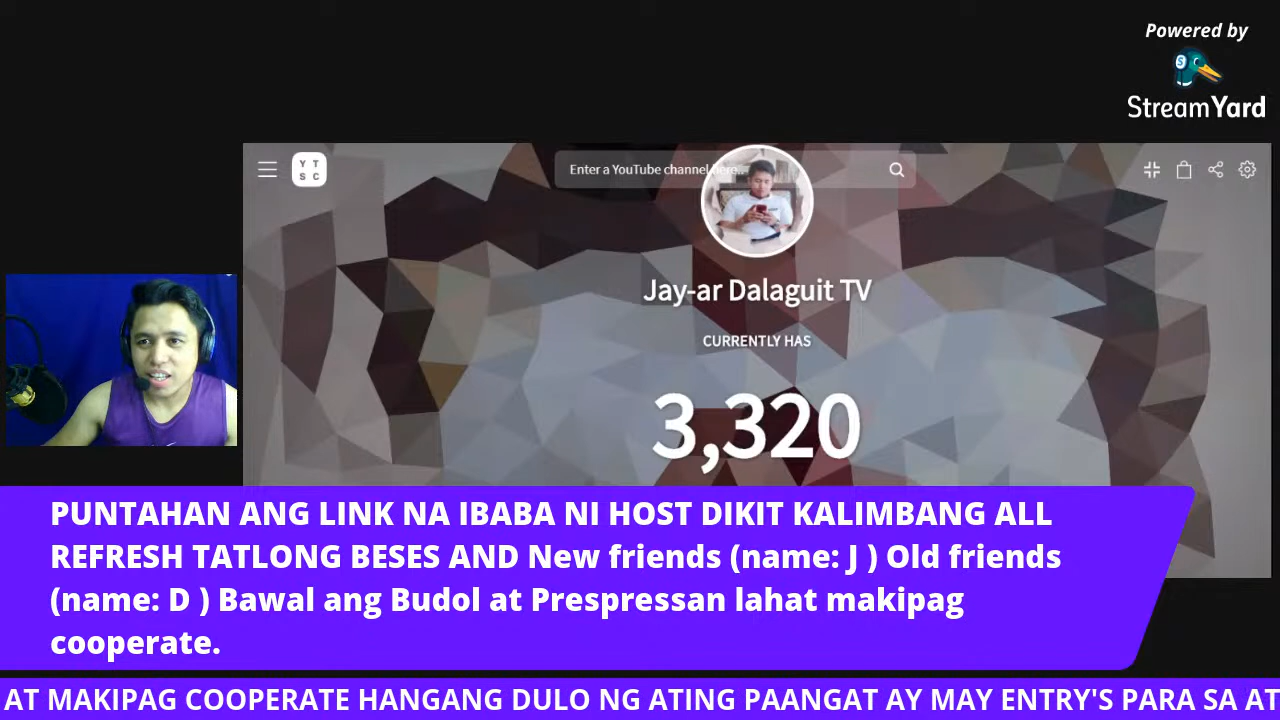 Powered by
StreamYard
Y T
S C
Enter a YouTube channel here...
Jay-ar Dalaguit TV
CURRENTLY HAS
3,320
PUNTAHAN ANG LINK NA IBABA NI HOST DIKIT KALIMBANG ALL
REFRESH TATLONG BESES AND New friends (name: J ) Old friends
(name: D ) Bawal ang Budol at Prespressan lahat makipag
cooperate.
AT MAKIPAG COOPERATE HANGANG DULO NG ATING PAANGAT AY MAY ENTRY'S PARA SA AT